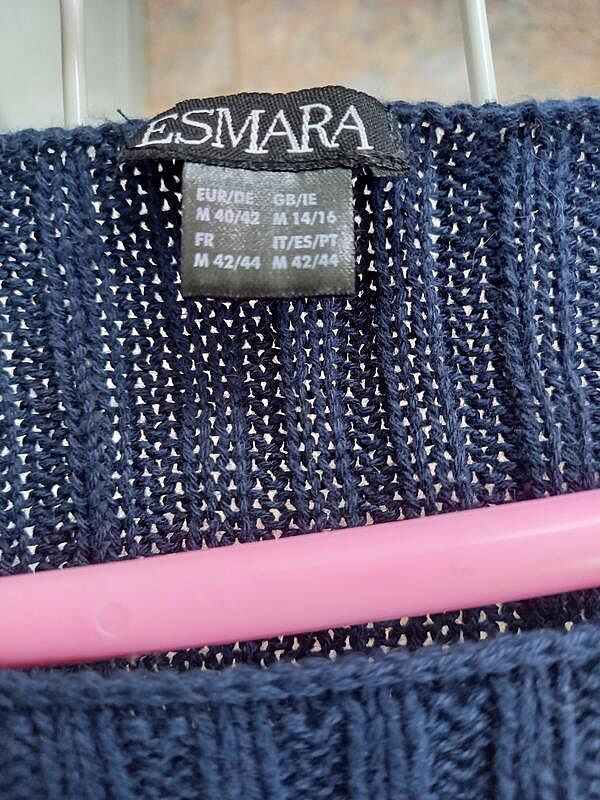 ESMARA
EUR/DE GB/IE
M 40/42 M 14/16
FR IT/ES/PT
M 42/44 M 42/44